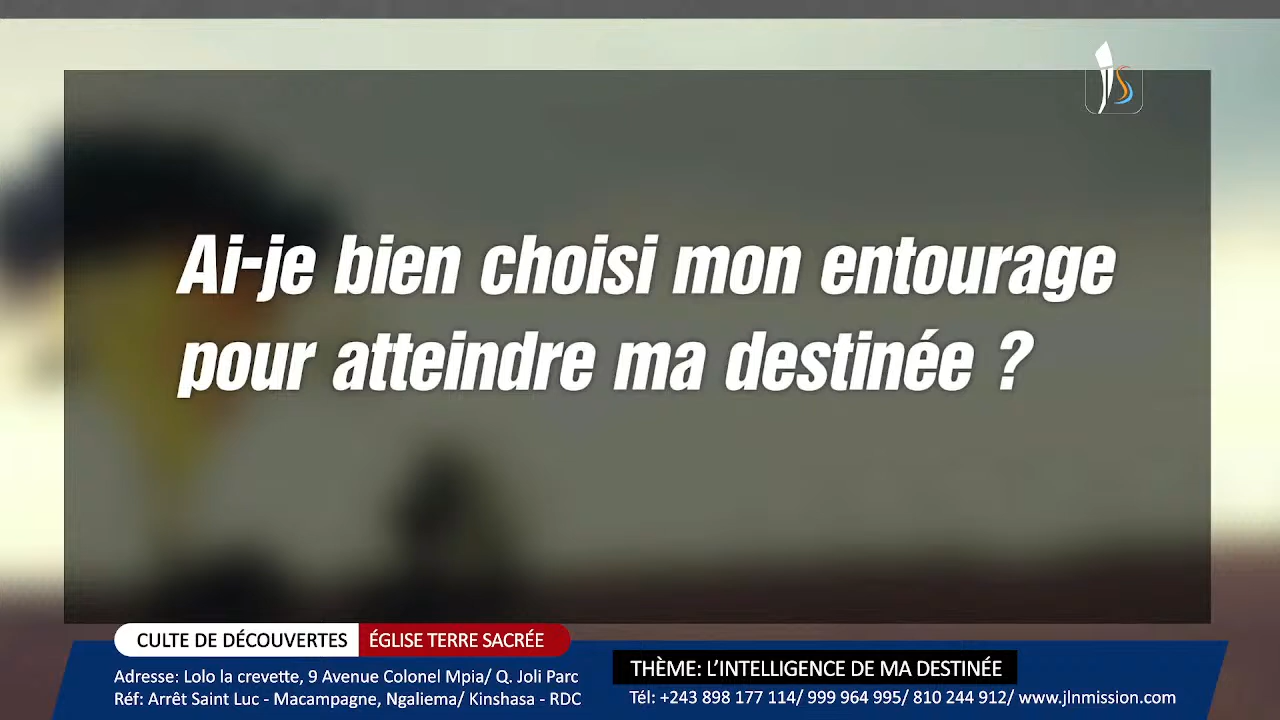 JS
Ai-je bien choisi mon entourage
pour atteindre ma destinée ?
CULTE DE DÉCOUVERTES ÉGLISE TERRE SACRÉE
Adresse: Lolo la crevette, 9 Avenue Colonel Mpia/ Q. Joli Parc
Réf: Arrêt Saint Luc - Macampagne, Ngaliema/ Kinshasa - RDC
THÈME: L'INTELLIGENCE DE MA DESTINÉE
Tél: +243 898 177 114/ 999 964 995/ 810 244 912/ www.jlnmission.com